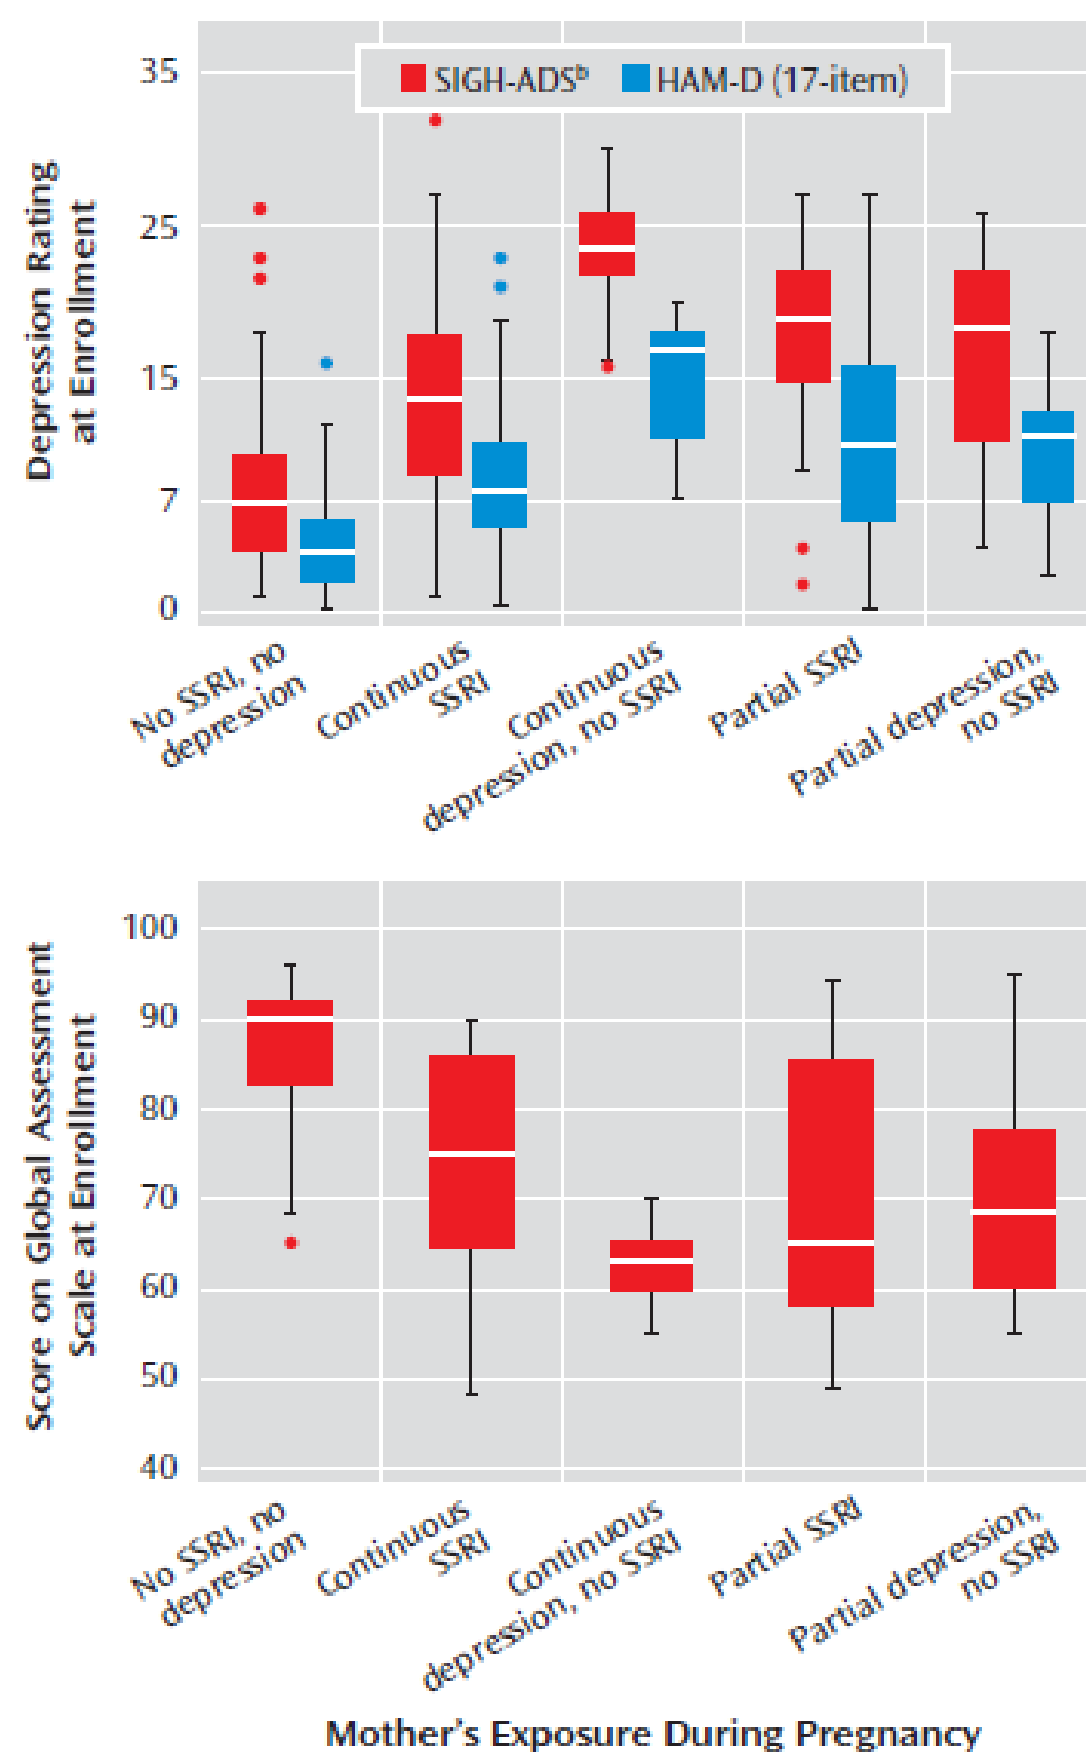 35
SIGH-ADSᵇ HAM-D (17-item)
Depression Rating
at Enrollment
25
15
7
0
No SSRI, no
depression
Continuous
SSRI
Continuous
depression, no SSRI
Partial SSRI
Partial depression,
no SSRI
Score on Global Assessment
Scale at Enrollment
100
90
80
70
60
50
40
No SSRI, no
depression
Continuous
SSRI
Continuous
depression, no SSRI
Partial SSRI
Partial depression,
no SSRI
Mother's Exposure During Pregnancy